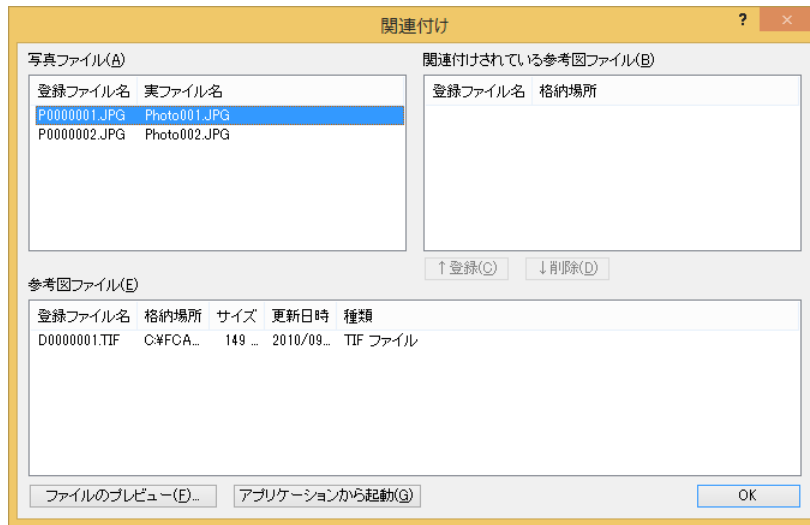 関連付け
?
×
写真ファイル(A)
登録ファイル名 実ファイル名
P0000001.JPG Photo001.JPG
P0000002.JPG Photo002.JPG
関連付けされている参考図ファイル(B)
登録ファイル名 格納場所
↑登録(C) ↓削除(D)
参考図ファイル(E)
登録ファイル名 格納場所 サイズ 更新日時 種類
D0000001.TIF C:¥FCA... 149 ... 2010/09... TIF ファイル
ファイルのプレビュー(F)... アプリケーションから起動(G) OK